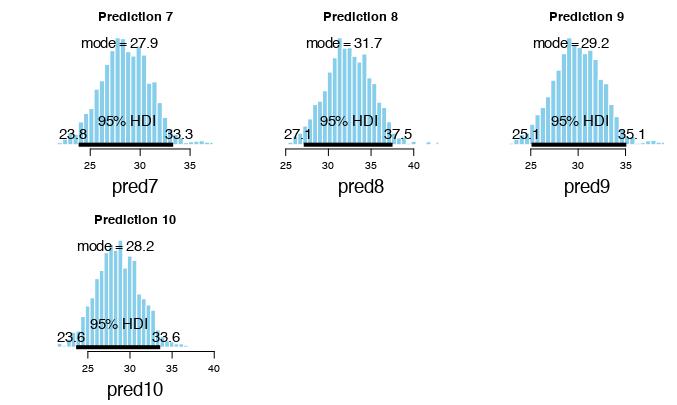 Prediction 7
mode = 27.9
95% HDI
23.8 33.3
25 30 35
pred7
Prediction 8
mode = 31.7
95% HDI
27.1 37.5
25 30 35 40
pred8
Prediction 9
mode = 29.2
95% HDI
25.1 35.1
25 30 35
pred9
Prediction 10
mode = 28.2
95% HDI
23.6 33.6
25 30 35 40
pred10